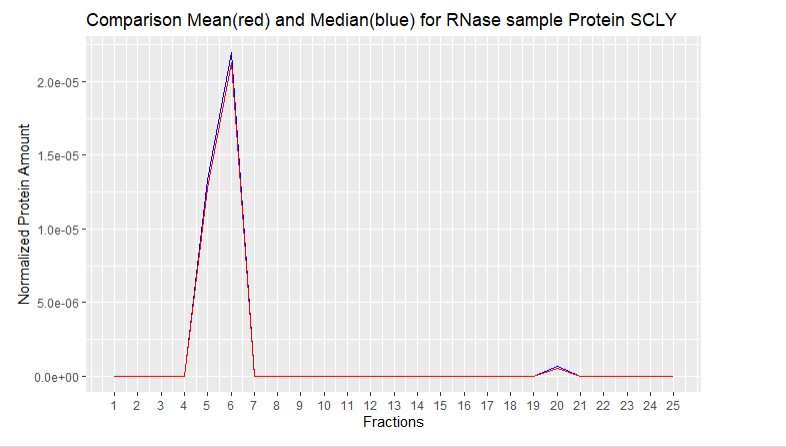 Comparison Mean(red) and Median(blue) for RNase sample Protein SCLY
Normalized Protein Amount
2.0e-05
1.5e-05
1.0e-05
5.0e-06
0.0e+00
1 2 3 4 5 6 7 8 9 10 11 12 13 14 15 16 17 18 19 20 21 22 23 24 25
Fractions